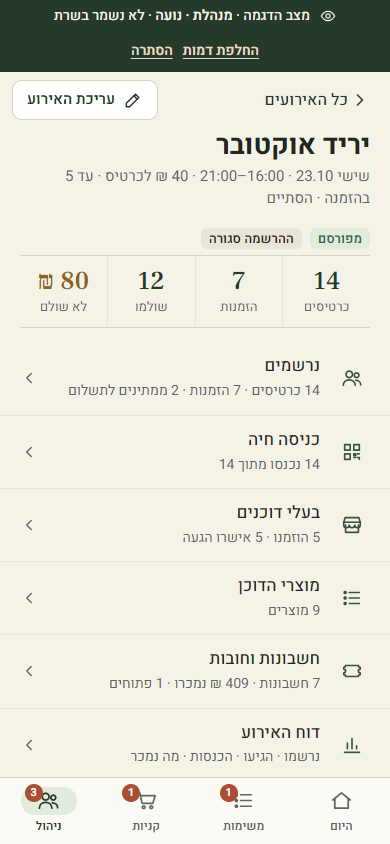 מצב הדגמה · מנהלת · נועה · לא נשמר בשרת
החלפת דמות הסתרה
כל האירועים
עריכת האירוע
יריד אוקטובר
שישי 23.10 · 16:00–21:00 · 40 ₪ לכרטיס · עד 5
בהזמנה · הסתיים
מפורסם ההרשמה סגורה
14 7 12 80 ₪
כרטיסים הזמנות שולמו לא שולם
נרשמים
14 כרטיסים · 7 הזמנות · 2 ממתינים לתשלום
כניסה חיה
14 נכנסו מתוך 14
בעלי דוכנים
5 הוזמנו · 5 אישרו הגעה
מוצרי הדוכן
9 מוצרים
חשבונות וחובות
7 חשבונות · 409 ₪ נמכרו · 1 פתוחים
דוח האירוע
נרשמו · הגיעו · הכנסות · מה נמכר
1 1 3
היום משימות קניות ניהול